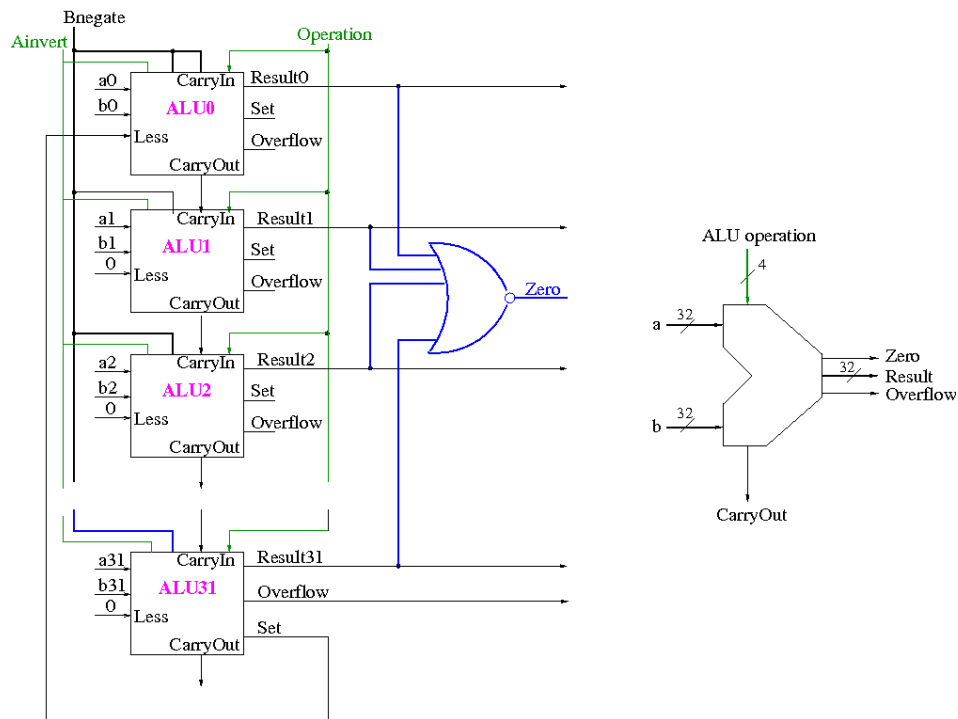 Bnegate
Ainvert
Operation
a0
b0
CarryIn
ALU0
Less
CarryOut
Result0
Set
Overflow
a1
b1
0
CarryIn
ALU1
Less
CarryOut
Result1
Set
Overflow
Zero
a2
b2
0
CarryIn
ALU2
Less
CarryOut
Result2
Set
Overflow
a31
b31
0
CarryIn
ALU31
Less
CarryOut
Result31
Overflow
Set
ALU operation
4
a
32
b
32
Zero
32
Result
Overflow
CarryOut